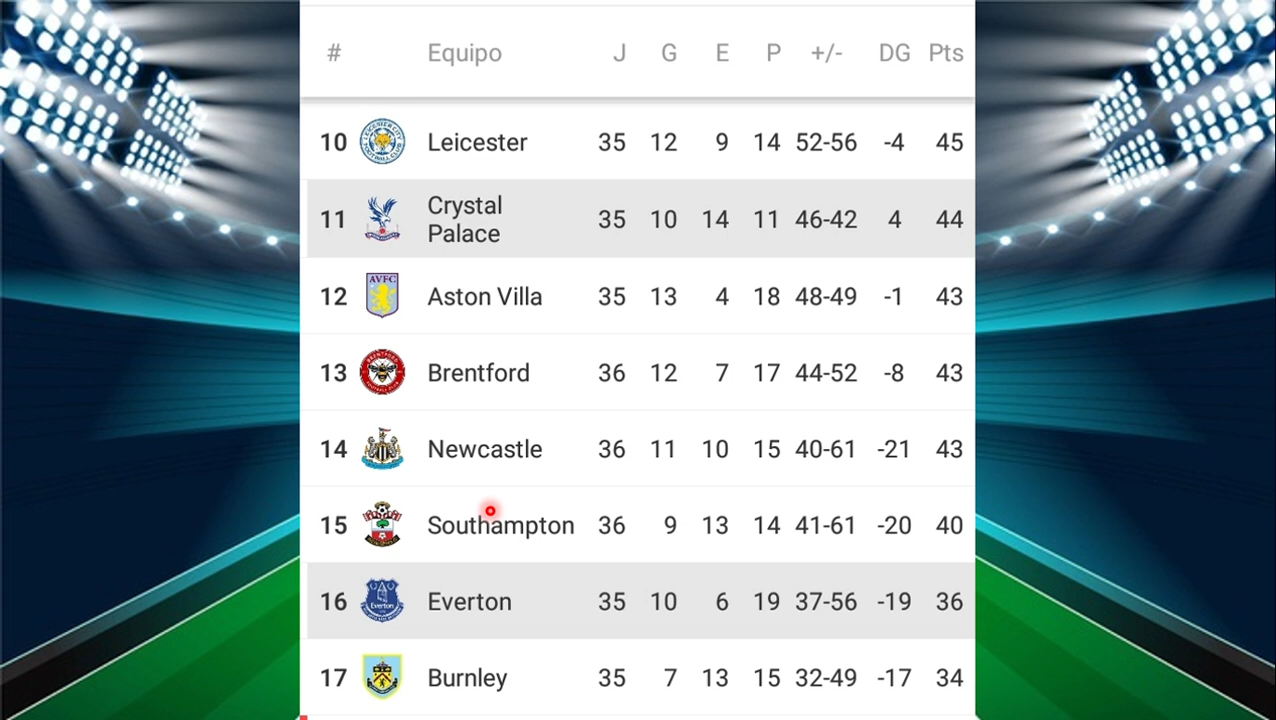 # Equipo J G E P +/- DG Pts
10 Leicester 35 12 9 14 52-56 -4 45
11 Crystal Palace 35 10 14 11 46-42 4 44
12 Aston Villa 35 13 4 18 48-49 -1 43
13 Brentford 36 12 7 17 44-52 -8 43
14 Newcastle 36 11 10 15 40-61 -21 43
15 Southampton 36 9 13 14 41-61 -20 40
16 Everton 35 10 6 19 37-56 -19 36
17 Burnley 35 7 13 15 32-49 -17 34
AVFC
Everton